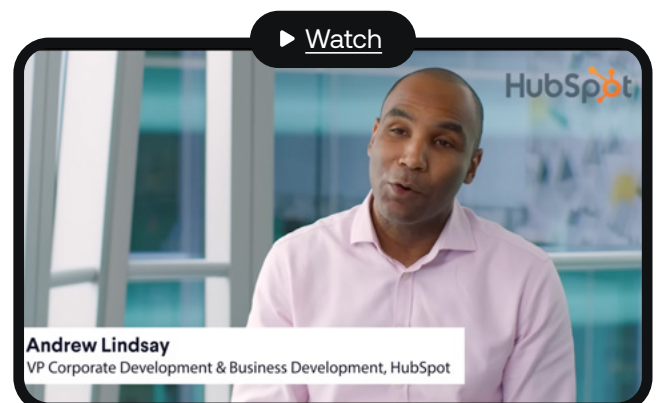 Watch
HubSpot
Andrew Lindsay
VP Corporate Development & Business Development, HubSpot